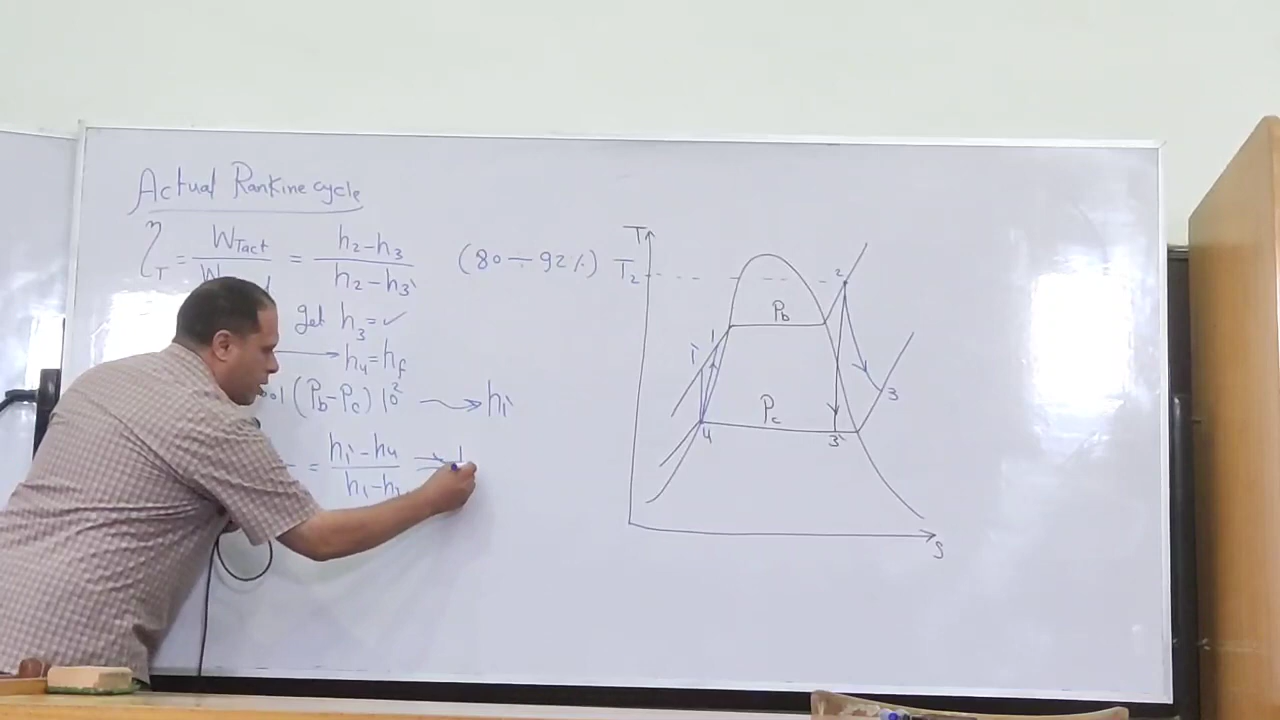 Actual Rankine cycle
η_T = W_Tact / W = h₂-h₃ / h₂-h₃` (80 ÷ 92%)
get h₃ = ✓
→ h₄ = h_f
(P_b - P_c) 10² → h₁`
= h₁` - h₄ / h₁ - h
T
T₂
2
P_b
1
1`
3
P_c
4
3`
s